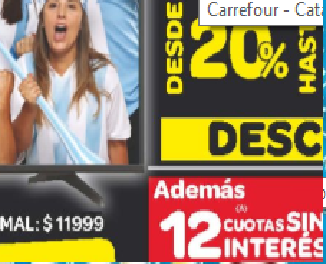 Carrefour - Cat
DESDE
20%
HAST
DESC
MAL: $ 11999
Además
(A)
12 CUOTAS SIN
INTERÉS